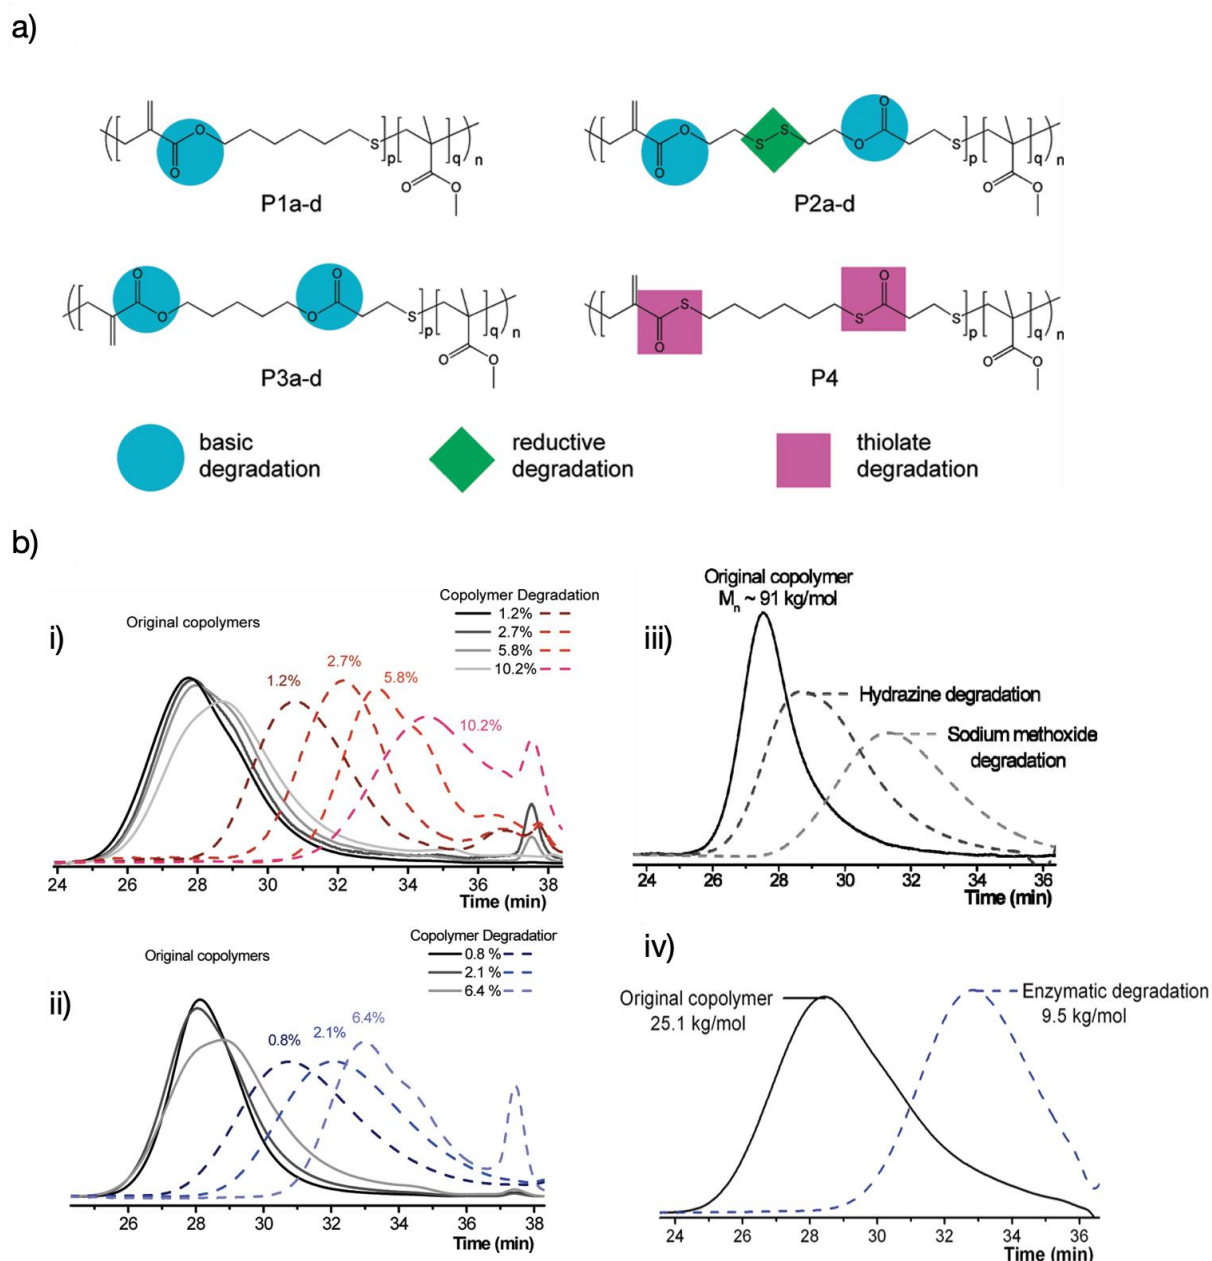 a)
O
O
S
p
q
n
O
O
P1a-d
O
O
S
S
O
O
S
p
q
n
O
O
P2a-d
O
O
O
O
S
p
q
n
O
O
P3a-d
S
O
S
O
S
p
q
n
O
O
P4
basic
degradation
reductive
degradation
thiolate
degradation
b)
i)
Original copolymers
Copolymer Degradation
1.2%
2.7%
5.8%
10.2%
1.2%
2.7%
5.8%
10.2%
24 26 28 30 32 34 36 38
Time (min)
ii)
Original copolymers
Copolymer Degradation
0.8 %
2.1 %
6.4 %
0.8%
2.1%
6.4%
26 28 30 32 34 36 38
Time (min)
iii)
Original copolymer
Mn ~ 91 kg/mol
Hydrazine degradation
Sodium methoxide
degradation
24 26 28 30 32 34 36
Time (min)
iv)
Original copolymer
25.1 kg/mol
Enzymatic degradation
9.5 kg/mol
24 26 28 30 32 34 36
Time (min)